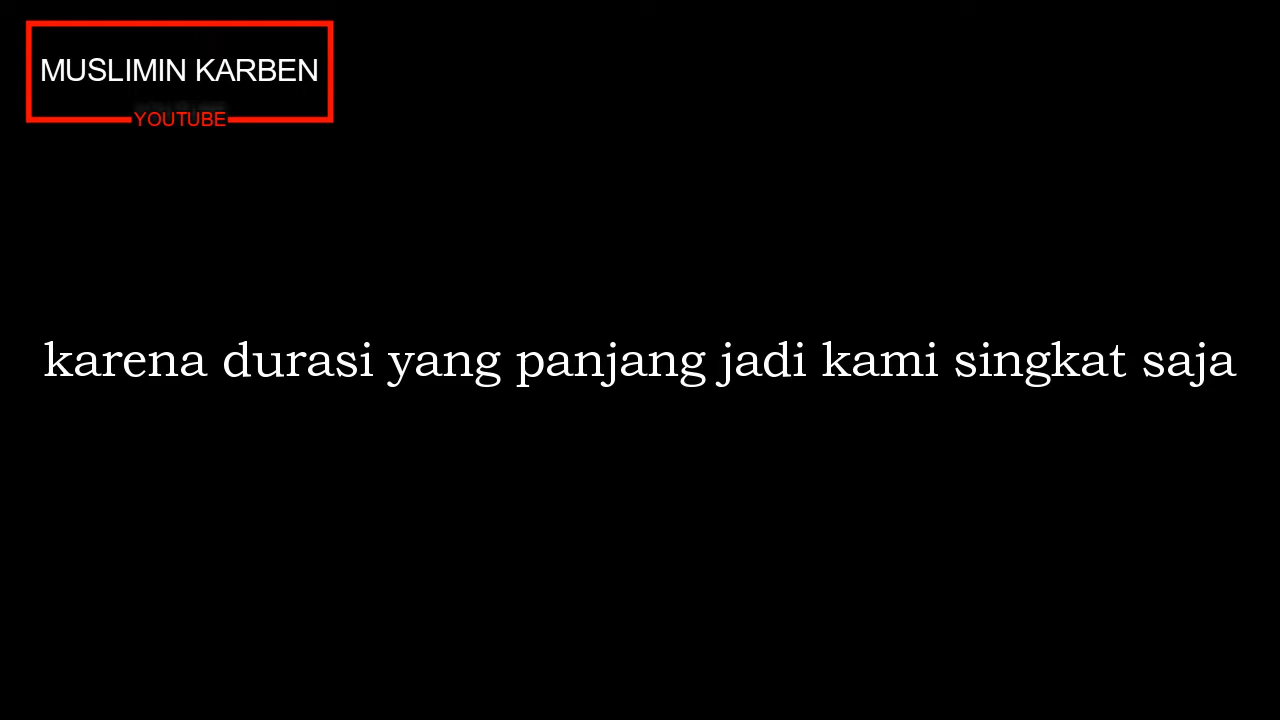 MUSLIMIN KARBEN
YOUTUBE
karena durasi yang panjang jadi kami singkat saja